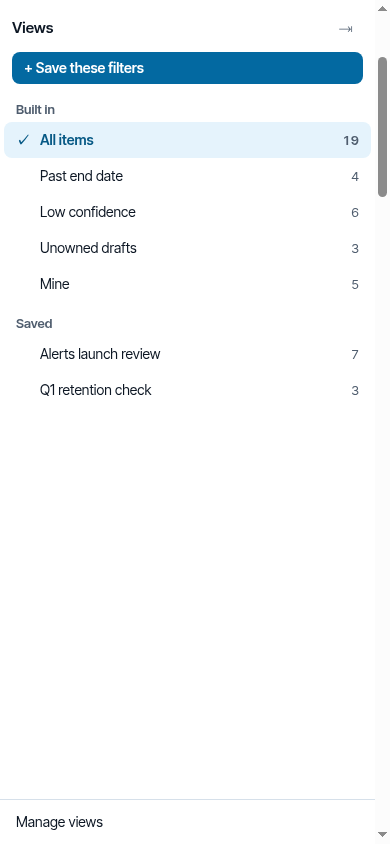 Views →
+ Save these filters
Built in
✓ All items 19
Past end date 4
Low confidence 6
Unowned drafts 3
Mine 5
Saved
Alerts launch review 7
Q1 retention check 3
Manage views